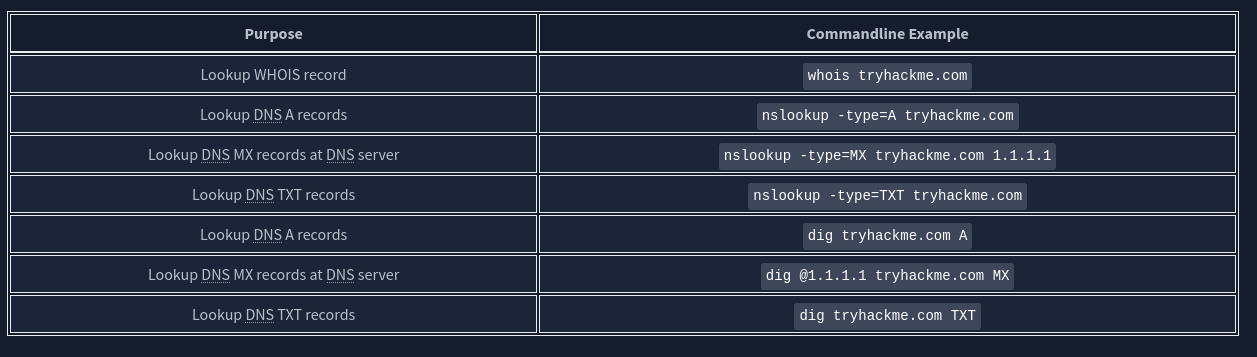 Purpose Commandline Example
Lookup WHOIS record whois tryhackme.com
Lookup DNS A records nslookup -type=A tryhackme.com
Lookup DNS MX records at DNS server nslookup -type=MX tryhackme.com 1.1.1.1
Lookup DNS TXT records nslookup -type=TXT tryhackme.com
Lookup DNS A records dig tryhackme.com A
Lookup DNS MX records at DNS server dig @1.1.1.1 tryhackme.com MX
Lookup DNS TXT records dig tryhackme.com TXT